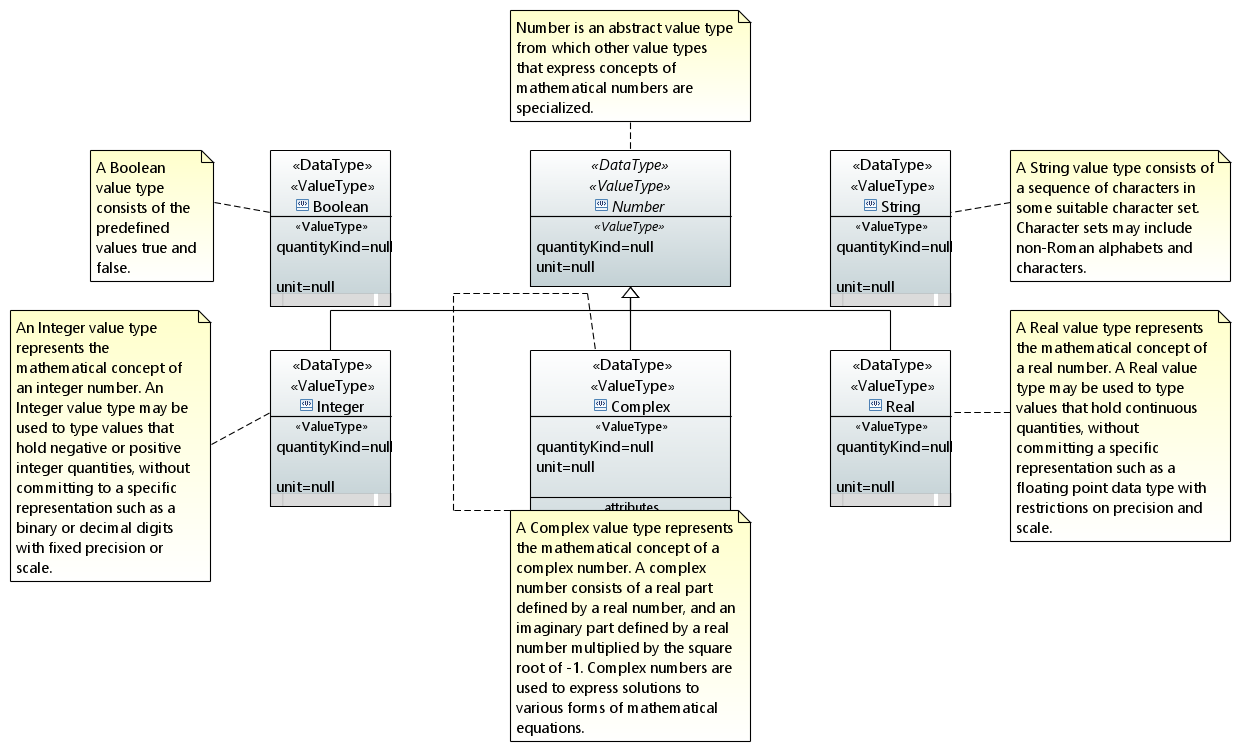 Number is an abstract value type
from which other value types
that express concepts of
mathematical numbers are
specialized.
A Boolean
value type
consists of the
predefined
values true and
false.
«DataType»
«ValueType»
Boolean
«ValueType»
quantityKind=null
unit=null
«DataType»
«ValueType»
Number
«ValueType»
quantityKind=null
unit=null
«DataType»
«ValueType»
String
«ValueType»
quantityKind=null
unit=null
A String value type consists of
a sequence of characters in
some suitable character set.
Character sets may include
non-Roman alphabets and
characters.
An Integer value type
represents the
mathematical concept of
an integer number. An
Integer value type may be
used to type values that
hold negative or positive
integer quantities, without
committing to a specific
representation such as a
binary or decimal digits
with fixed precision or
scale.
«DataType»
«ValueType»
Integer
«ValueType»
quantityKind=null
unit=null
«DataType»
«ValueType»
Complex
«ValueType»
quantityKind=null
unit=null
attributes
«DataType»
«ValueType»
Real
«ValueType»
quantityKind=null
unit=null
A Real value type represents
the mathematical concept of
a real number. A Real value
type may be used to type
values that hold continuous
quantities, without
committing a specific
representation such as a
floating point data type with
restrictions on precision and
scale.
A Complex value type represents
the mathematical concept of a
complex number. A complex
number consists of a real part
defined by a real number, and an
imaginary part defined by a real
number multiplied by the square
root of -1. Complex numbers are
used to express solutions to
various forms of mathematical
equations.